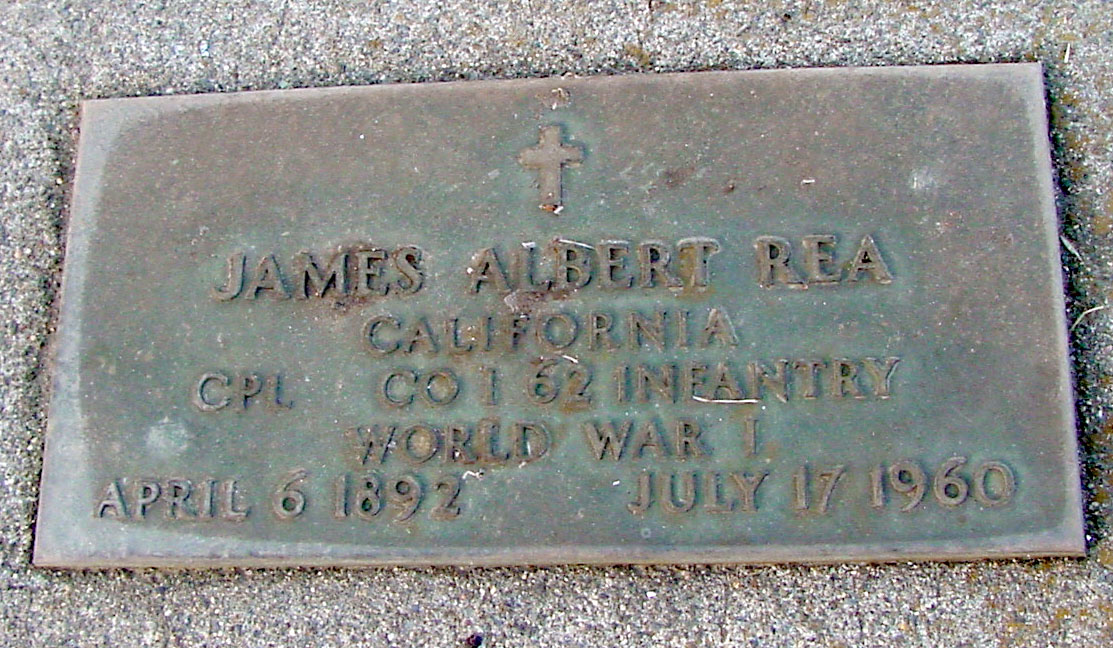 JAMES ALBERT REA
CALIFORNIA
CPL CO I 62 INFANTRY
WORLD WAR I
APRIL 6 1892 JULY 17 1960